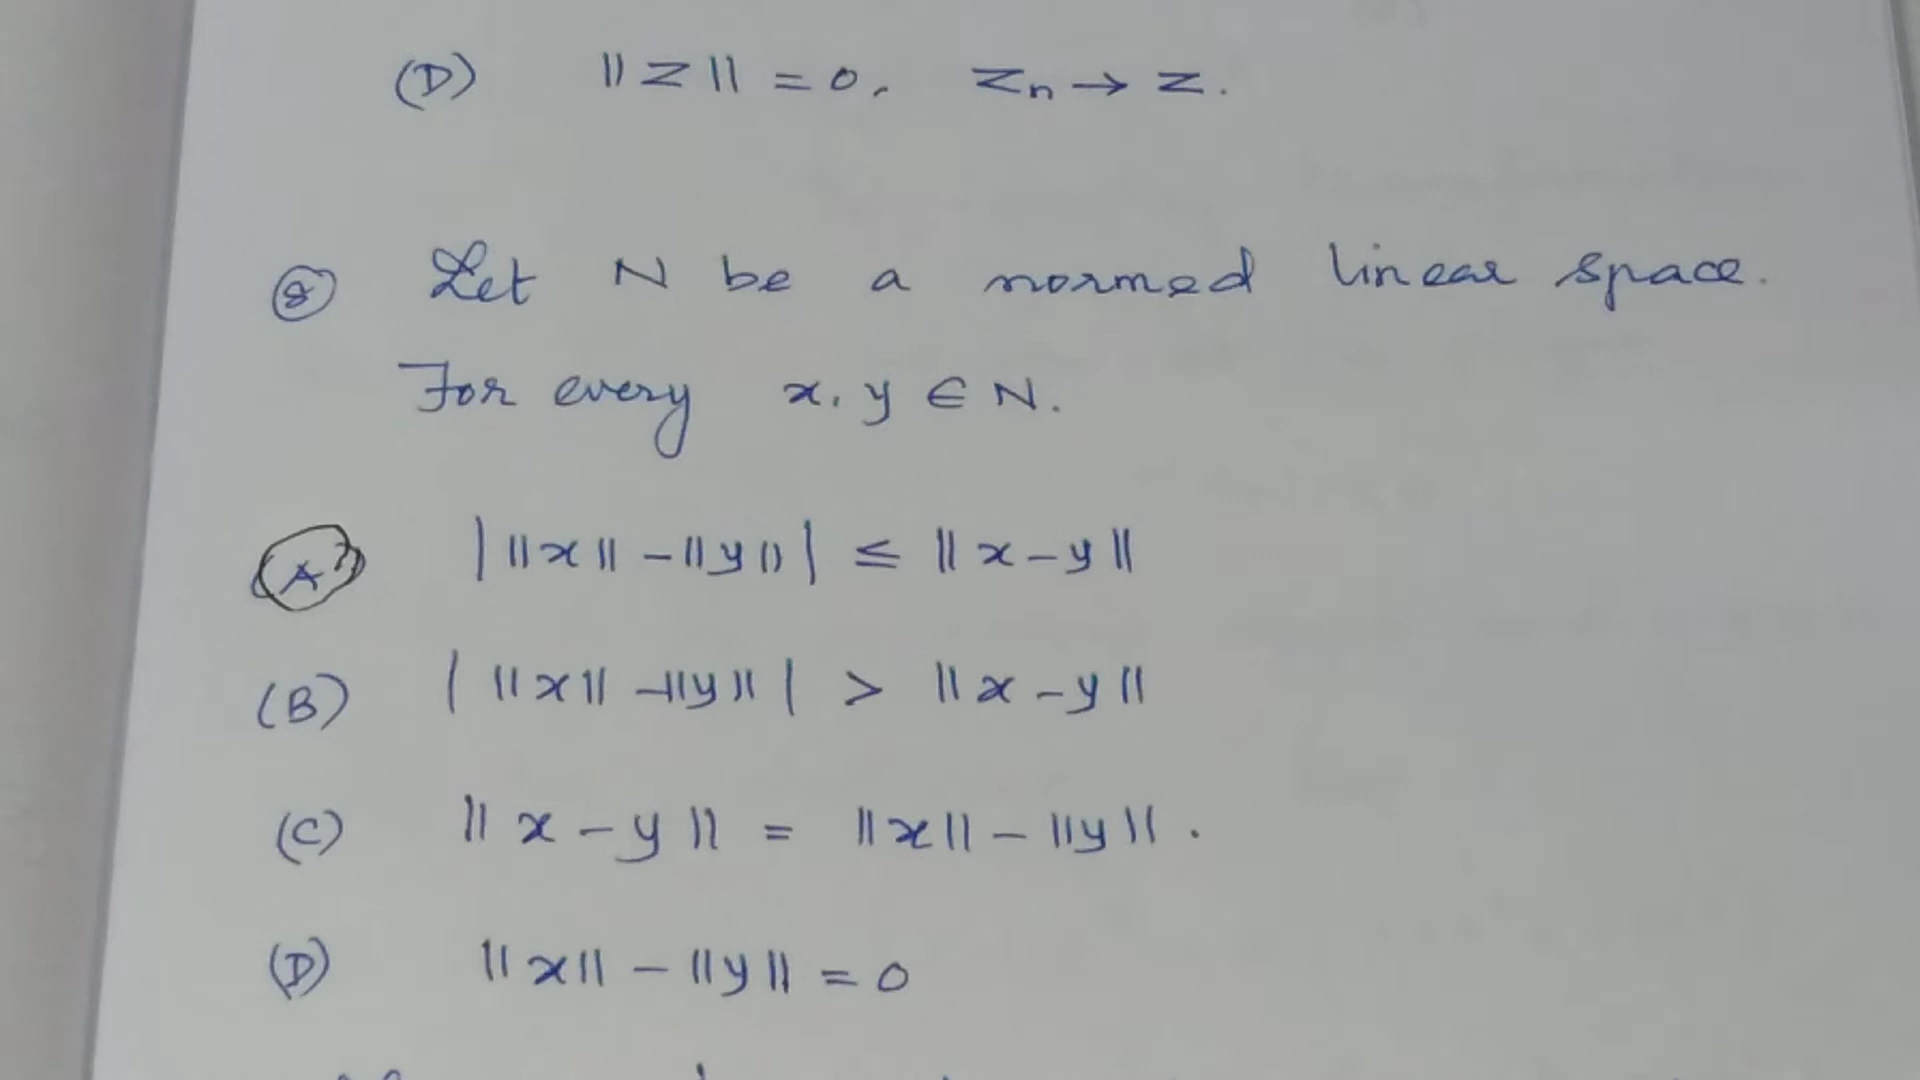 (D) ||z|| = 0, zn → z.
(8) Let N be a normed linear space.
For every x, y ∈ N.
(A) | ||x|| - ||y|| | ≤ ||x-y||
(B) | ||x|| - ||y|| | > ||x-y||
(C) ||x-y|| = ||x|| - ||y||.
(D) ||x|| - ||y|| = 0